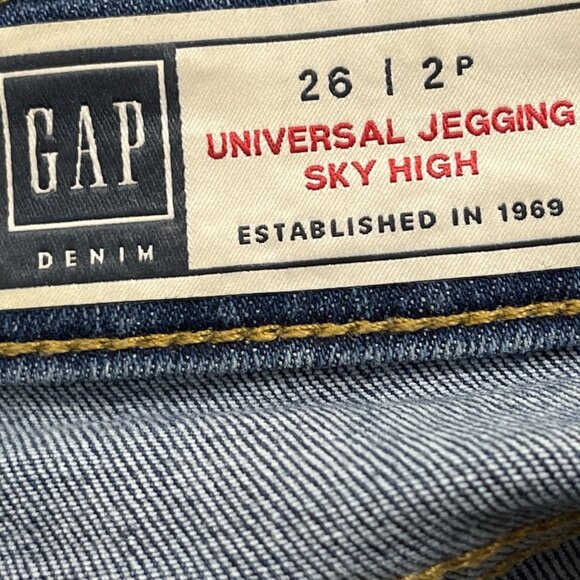 GAP
DENIM
26 | 2P
UNIVERSAL JEGGING
SKY HIGH
ESTABLISHED IN 1969